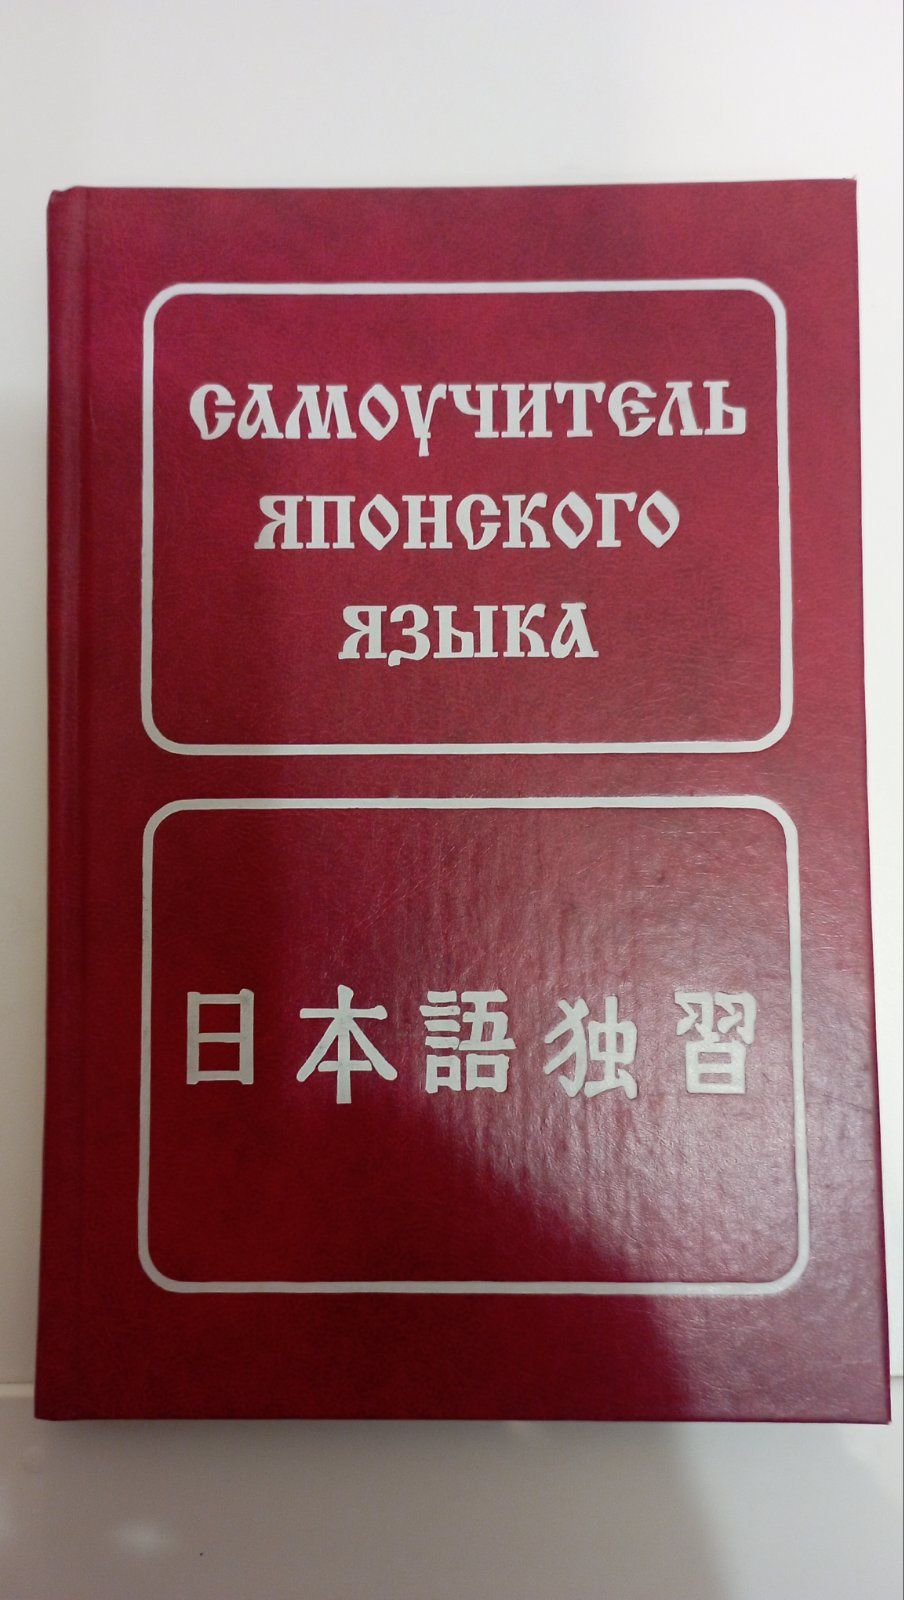 САМОУЧИТЕЛЬ
ЯПОНСКОГО
ЯЗЫКА
日本語独習